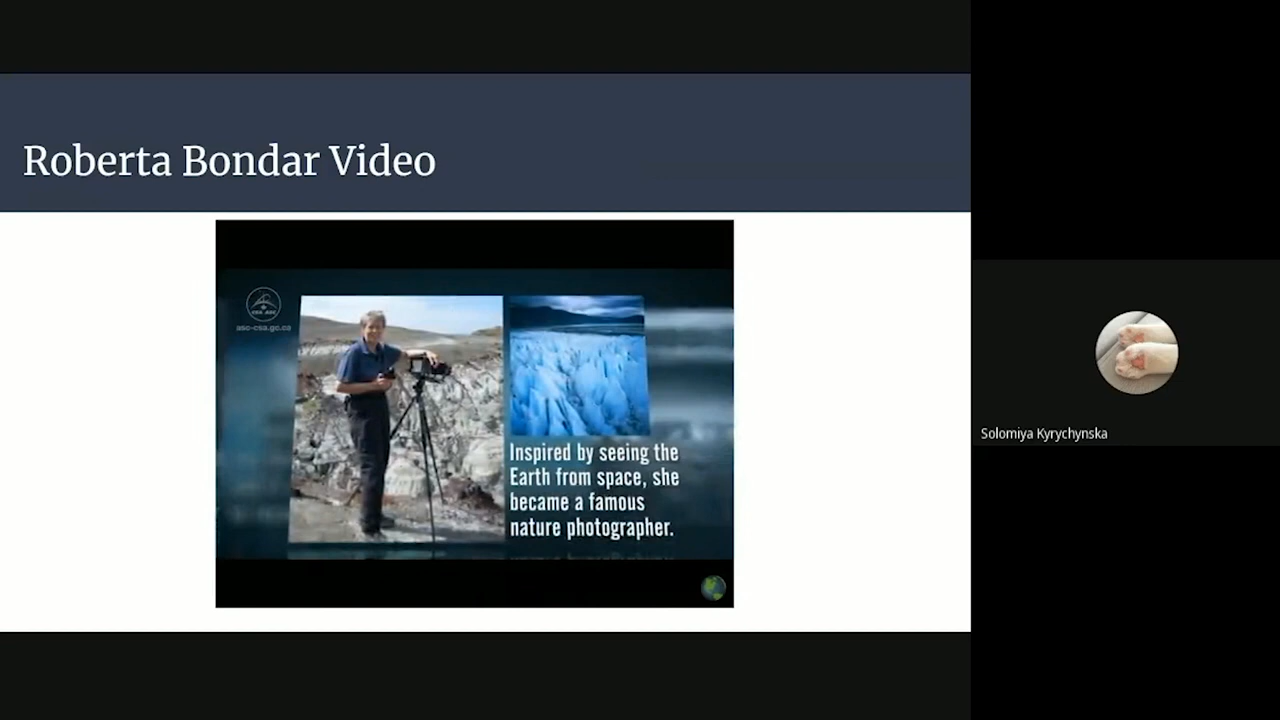 Roberta Bondar Video
asc-csa.gc.ca
Inspired by seeing the
Earth from space, she
became a famous
nature photographer.
Solomiya Kyrychynska